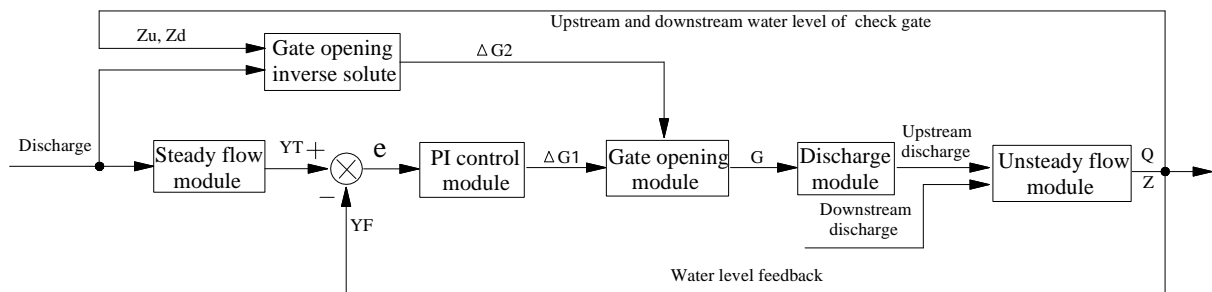 Upstream and downstream water level of check gate
Zu, Zd
Gate opening
inverse solute
ΔG2
Discharge
Steady flow
module
YT
+
−
e
PI control
module
ΔG1
Gate opening
module
G
Discharge
module
Upstream
discharge
Unsteady flow
module
Q
Z
YF
Downstream
discharge
Water level feedback